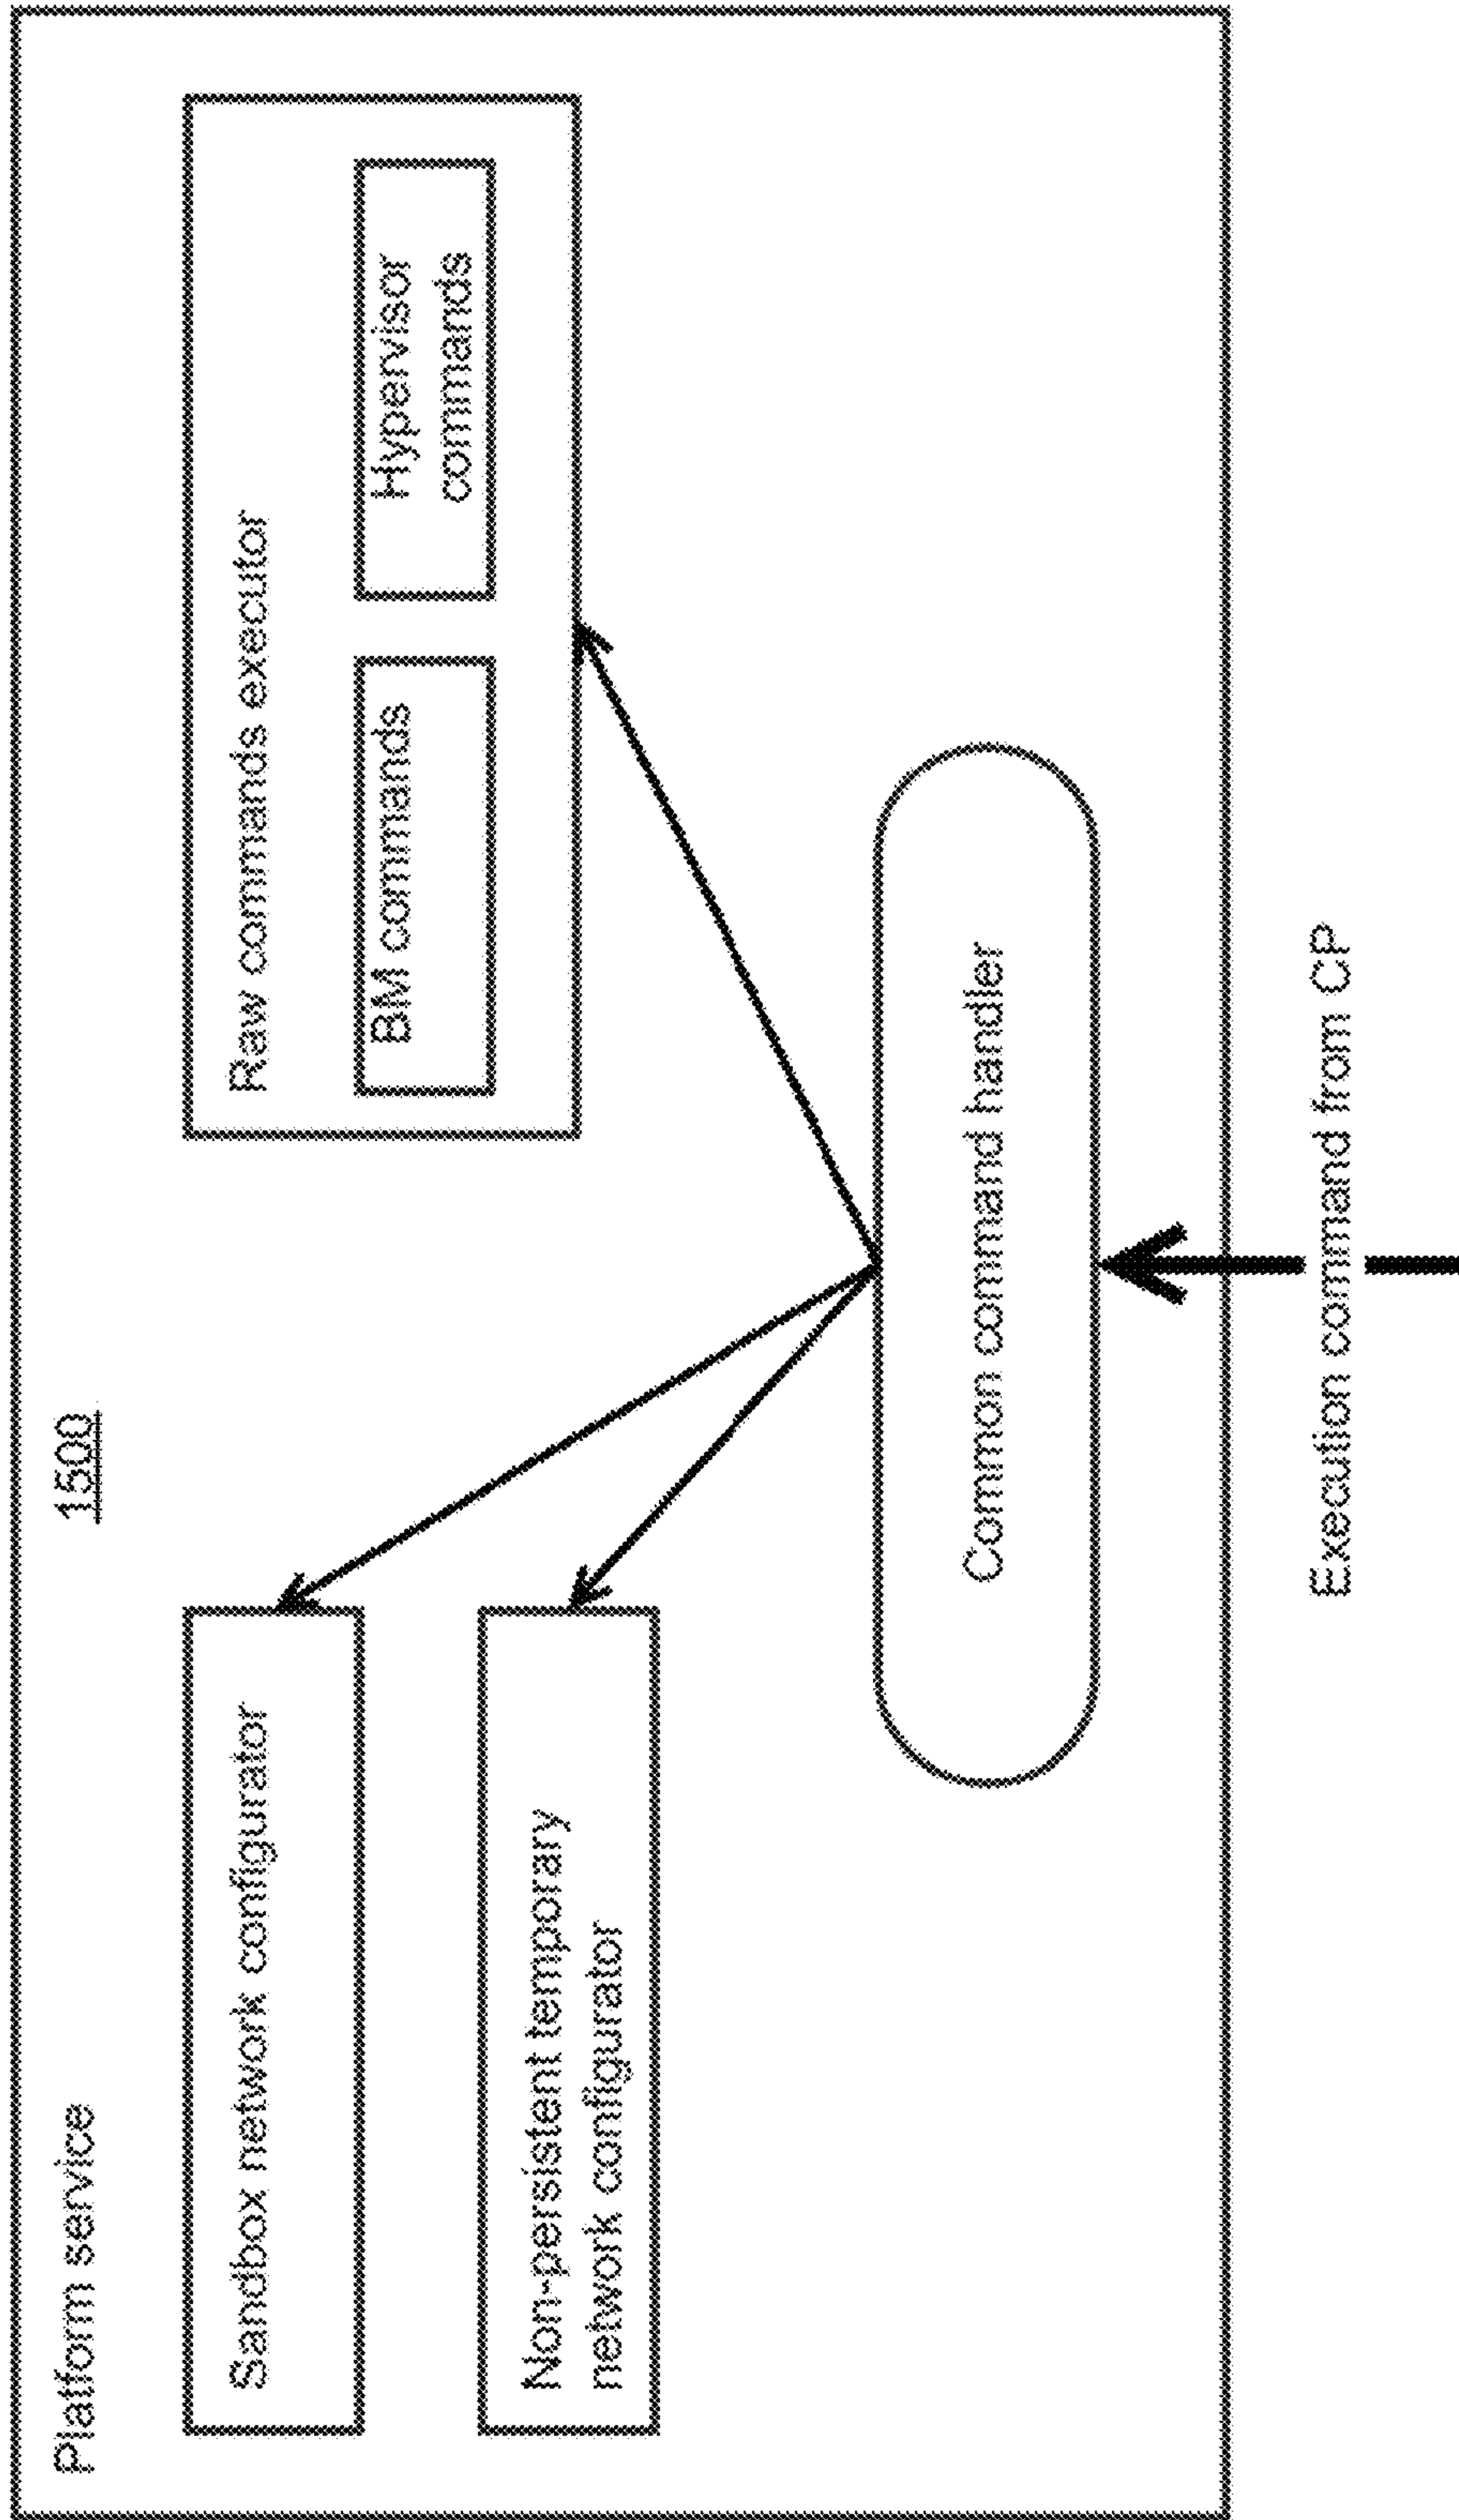 Platform service
1500
Sandbox network configurator
Non-persistent temporary
network configurator
Raw commands executor
BM commands
Hypervisor
commands
Common command handler
Execution command from CP